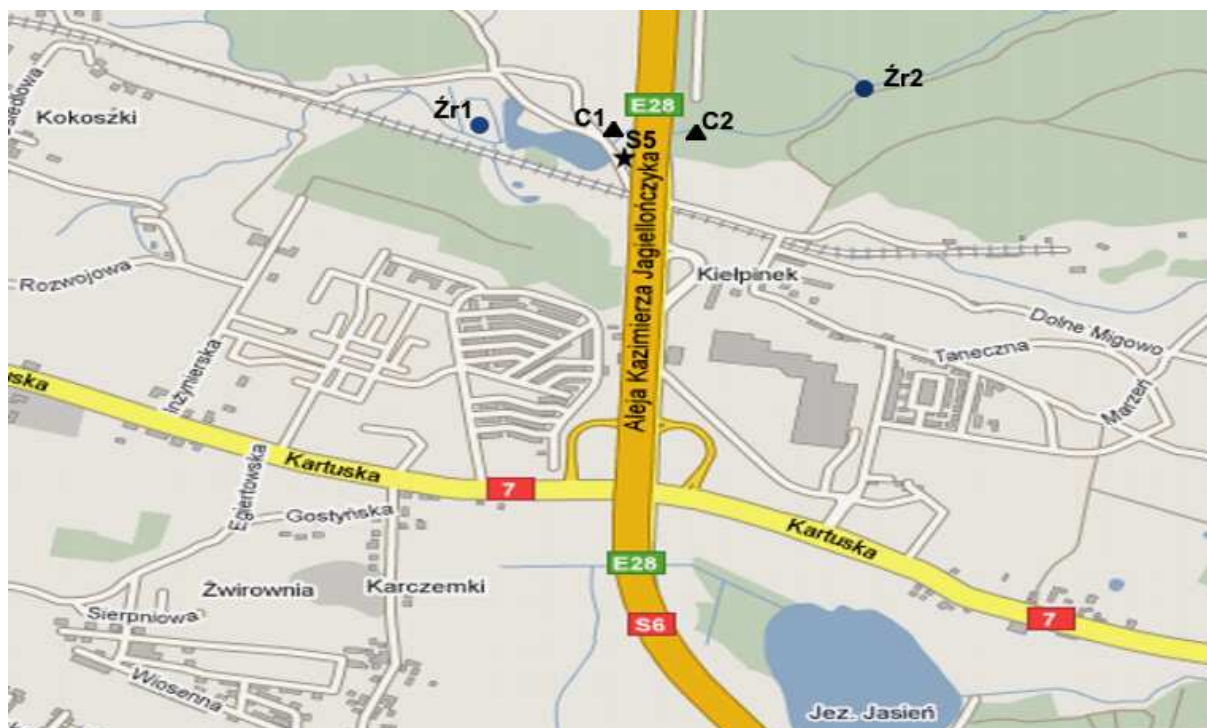 Źr2
E28
Źr1
C1
C2
Kokoszki
S5
Aleja Kazimierza Jagiellończyka
Kiełpinek
Rozwojowa
Dolne Migowo
Taneczna
Inżynierska
Marzeń
Kartuska
7
Egiertowska
Gostyńska
Kartuska
E28
Żwirownia
Karczemki
Sierpniowa
S6
7
Wiosenna
Jez. Jasień